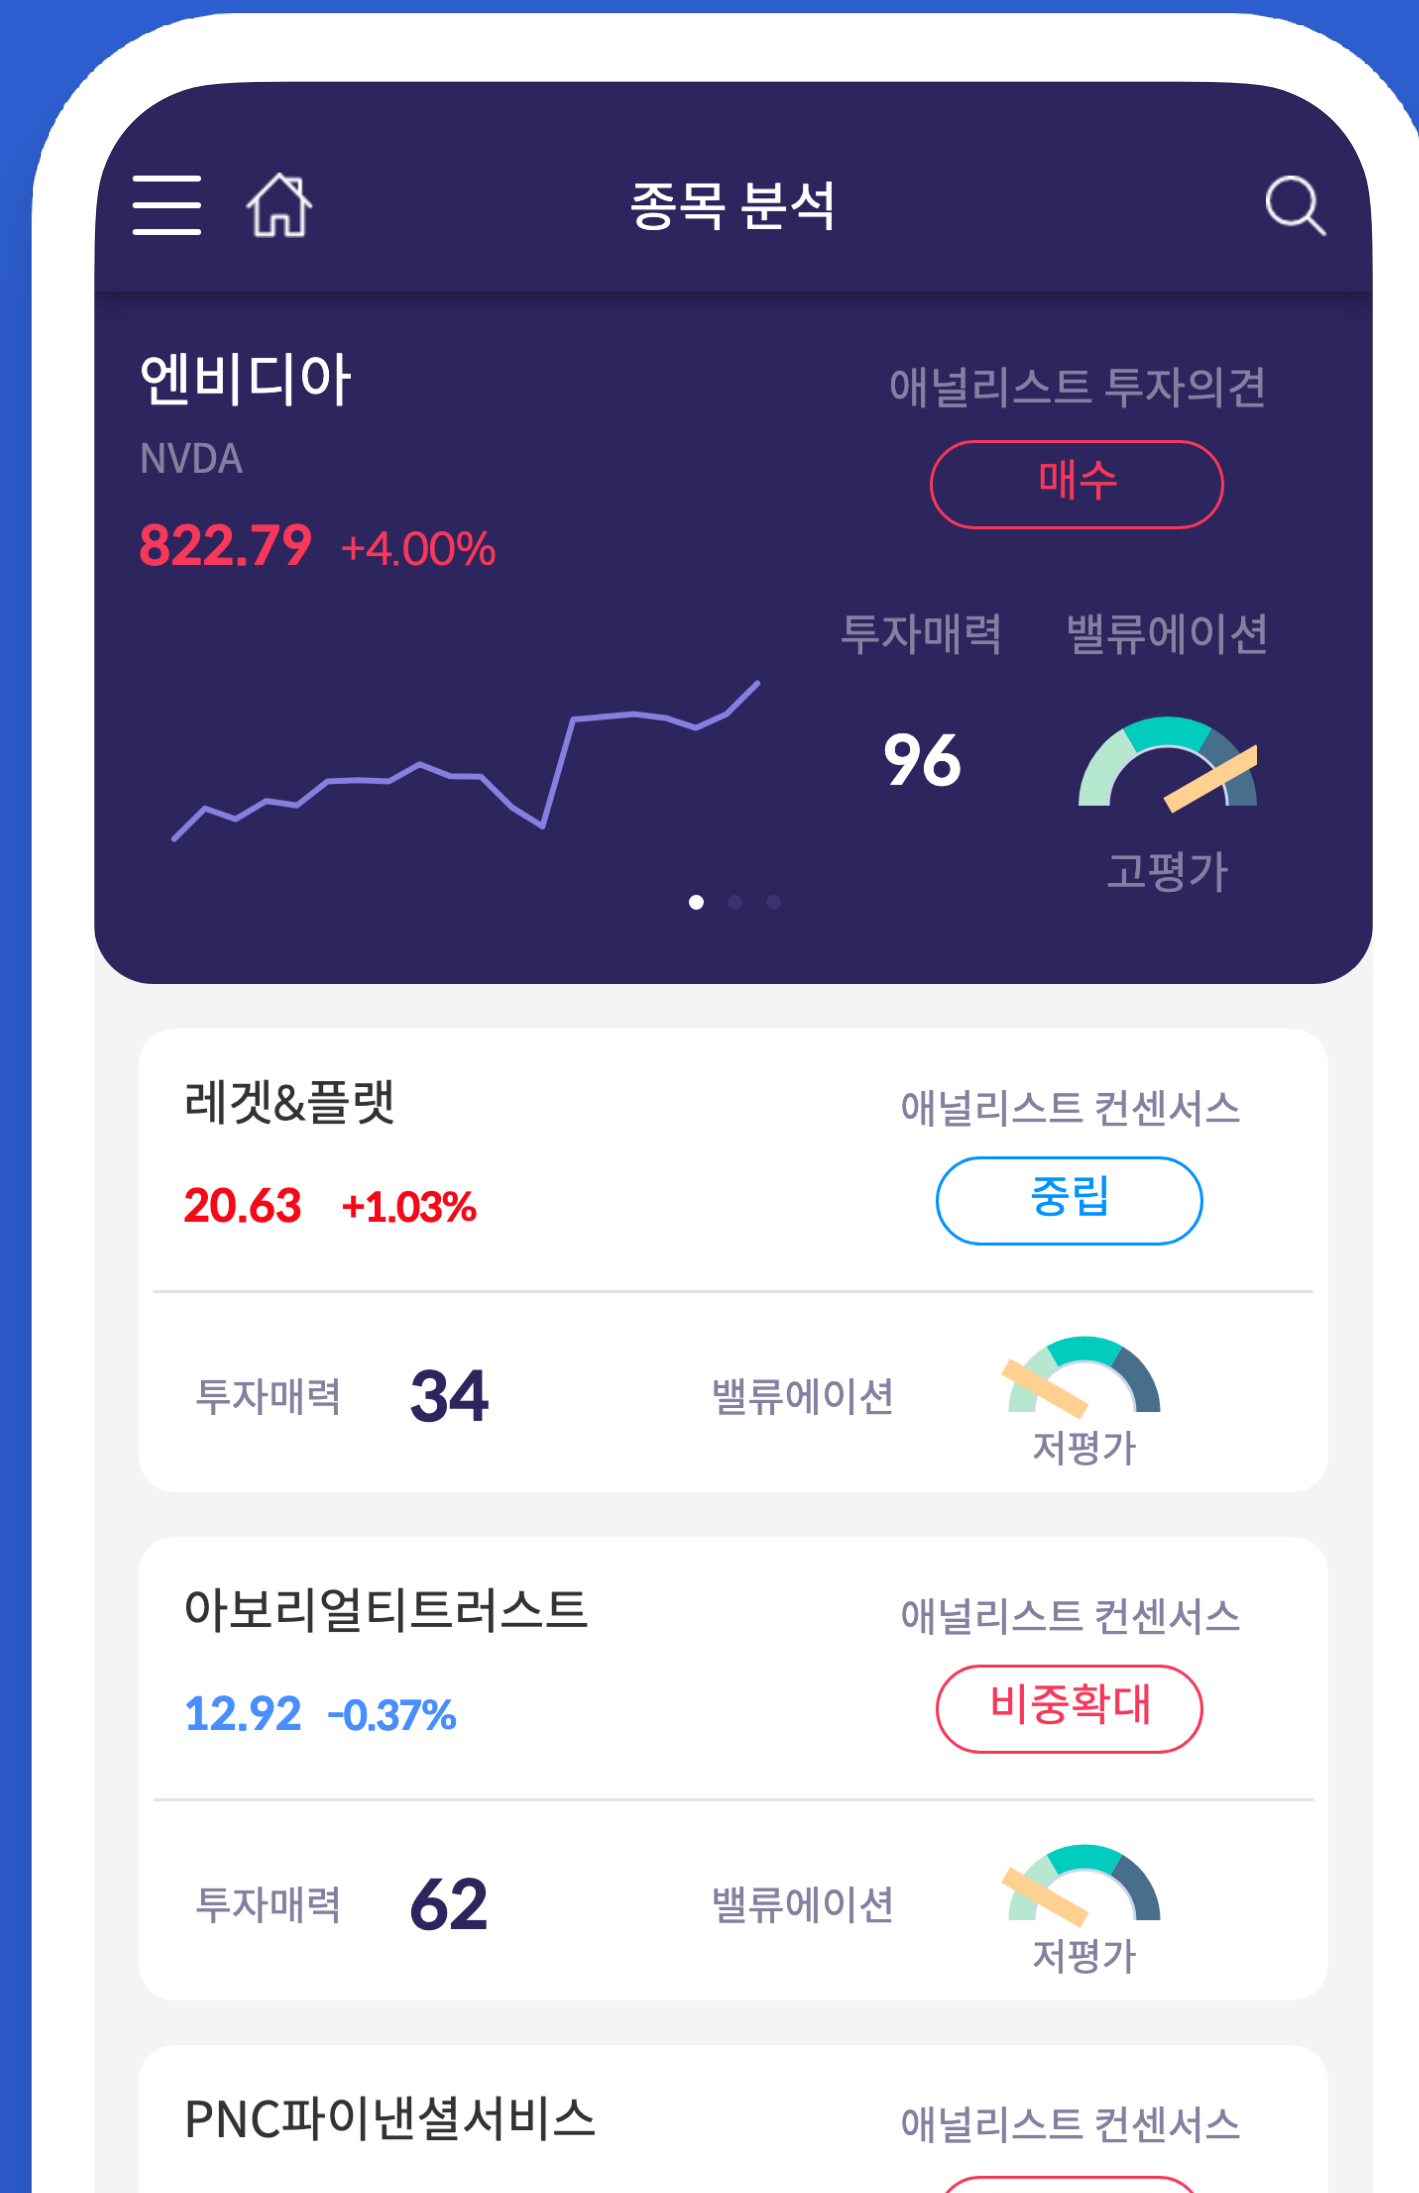 종목 분석
엔비디아
NVDA
822.79 +4.00%
애널리스트 투자의견
매수
투자매력
96
밸류에이션
고평가
레겟&플랫
20.63 +1.03%
애널리스트 컨센서스
중립
투자매력 34
밸류에이션
저평가
아보리얼티트러스트
12.92 -0.37%
애널리스트 컨센서스
비중확대
투자매력 62
밸류에이션
저평가
PNC파이낸셜서비스
애널리스트 컨센서스